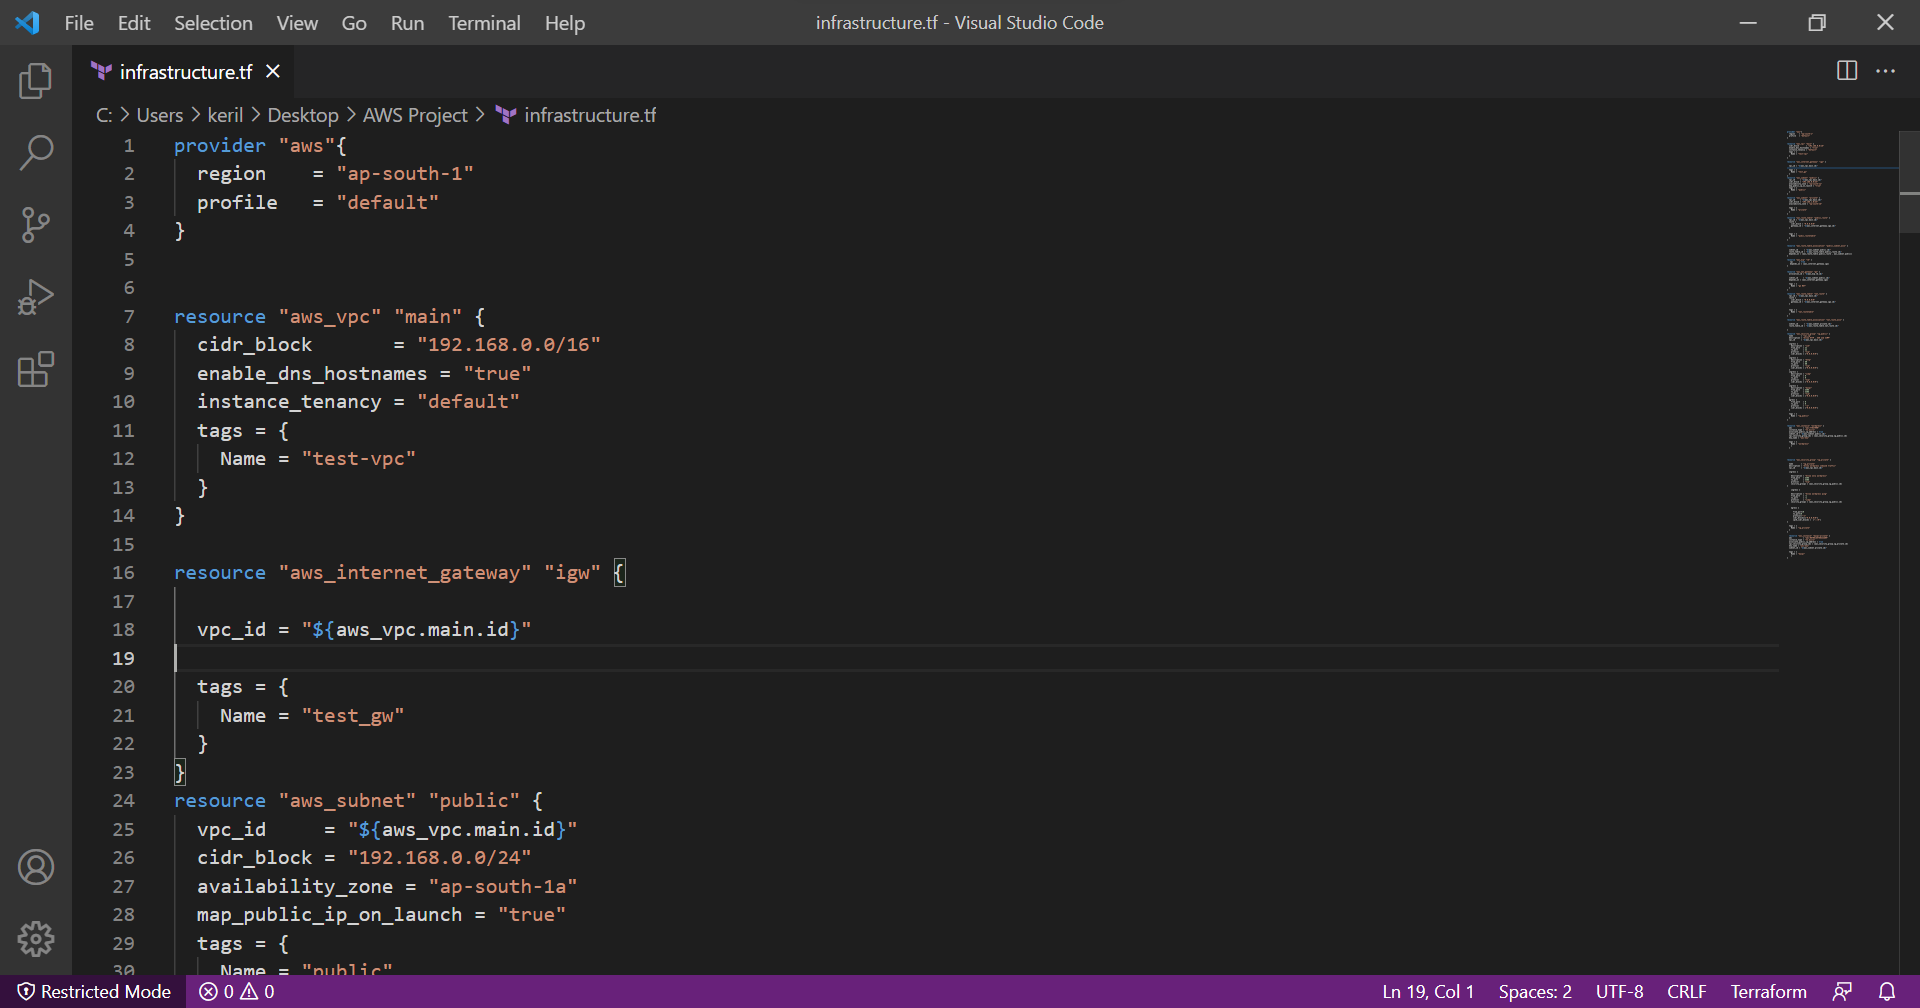 File Edit Selection View Go Run Terminal Help infrastructure.tf - Visual Studio Code
infrastructure.tf
C: > Users > keril > Desktop > AWS Project > infrastructure.tf
1 provider "aws"{
2 region = "ap-south-1"
3 profile = "default"
4 }
5
6
7 resource "aws_vpc" "main" {
8 cidr_block = "192.168.0.0/16"
9 enable_dns_hostnames = "true"
10 instance_tenancy = "default"
11 tags = {
12 Name = "test-vpc"
13 }
14 }
15
16 resource "aws_internet_gateway" "igw" {
17
18 vpc_id = "${aws_vpc.main.id}"
19
20 tags = {
21 Name = "test_gw"
22 }
23 }
24 resource "aws_subnet" "public" {
25 vpc_id = "${aws_vpc.main.id}"
26 cidr_block = "192.168.0.0/24"
27 availability_zone = "ap-south-1a"
28 map_public_ip_on_launch = "true"
29 tags = {
30 Name = "public"
Restricted Mode 0 0 Ln 19, Col 1 Spaces: 2 UTF-8 CRLF Terraform